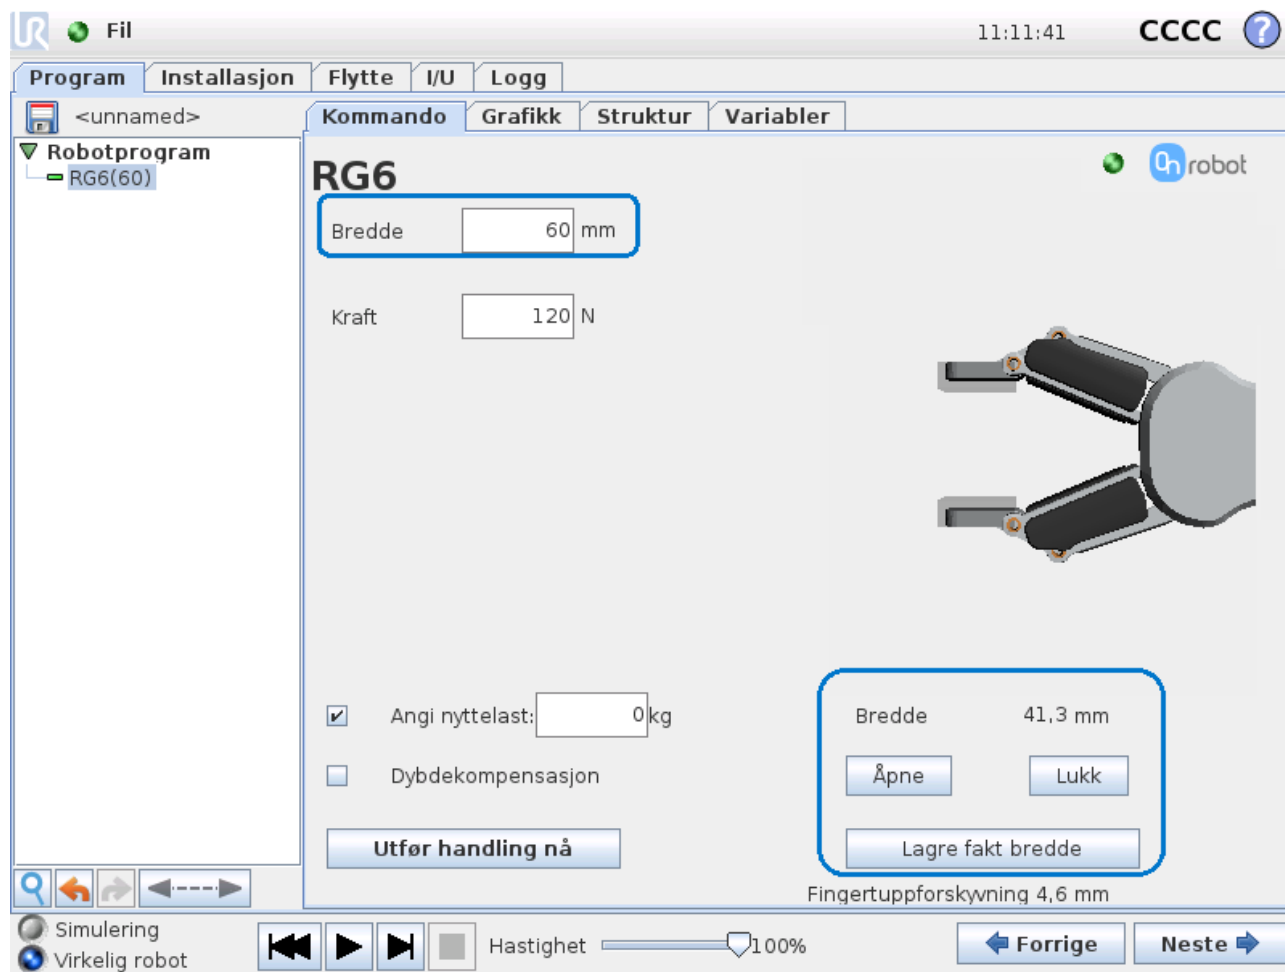 Fil
11:11:41
CCCC
?
Program Installasjon Flytte I/U Logg
<unnamed>
Kommando Grafikk Struktur Variabler
Robotprogram
RG6(60)
RG6
On robot
Bredde 60 mm
Kraft 120 N
Angi nyttelast: 0 kg
Bredde 41,3 mm
Dybdekompensasjon
Åpne Lukk
Utfør handling nå
Lagre fakt bredde
Fingertuppforskyvning 4,6 mm
Simulering
Virkelig robot
Hastighet 100%
Forrige Neste